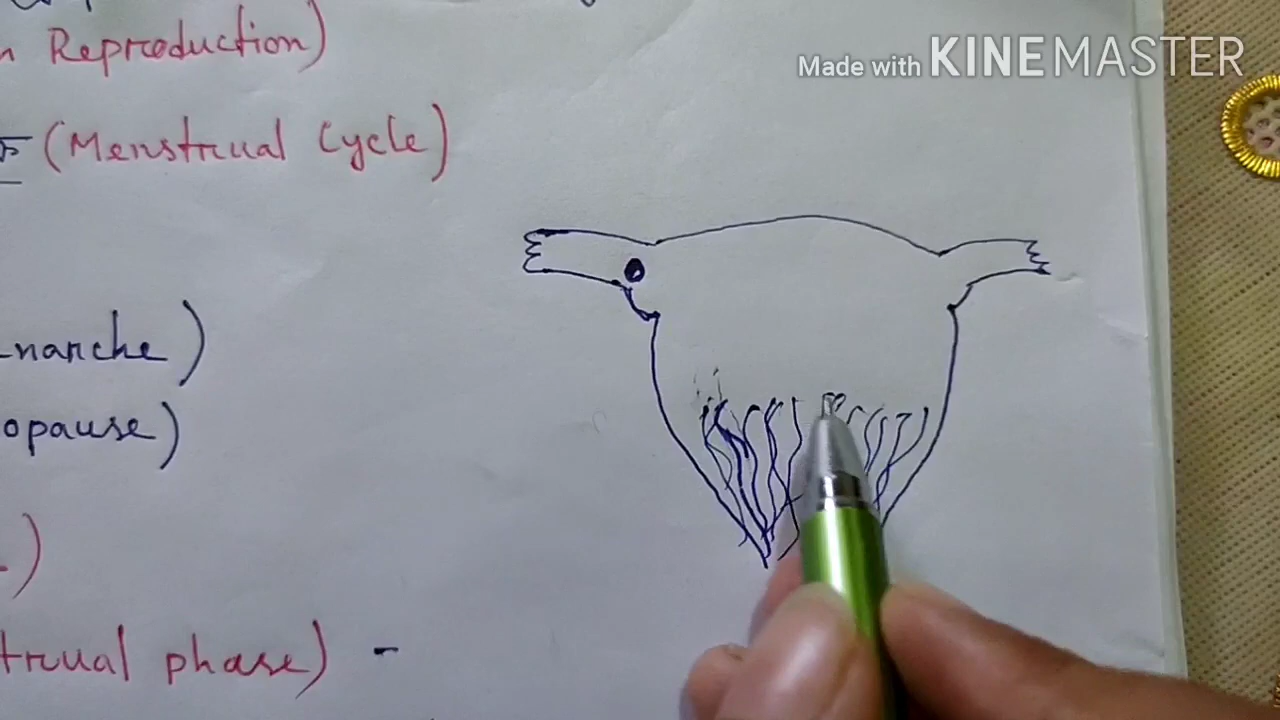 n Reproduction)
Made with KINEMASTER
(Menstrual Cycle)
-narche)
opause)
-)
trual phase) -